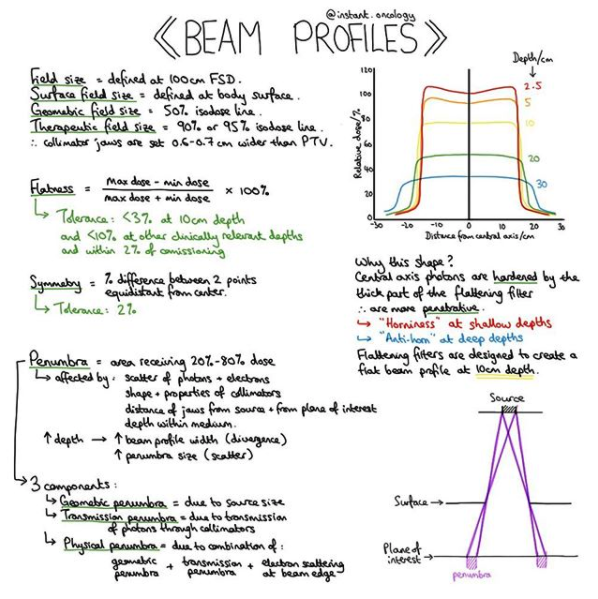 @instant.oncology
《BEAM PROFILES》
Field size = defined at 100cm FSD.
Surface field size = defined at body surface.
Geometric field size = 50% isodose line.
Therapeutic field size = 90% or 95% isodose line.
∴ collimator jaws are set 0.6-0.7 cm wider than PTV.
Flatness = max dose - min dose
max dose + min dose × 100%
↳ Tolerance: <3% at 10cm depth
and <10% at other clinically relevant depths
and within 2% of comissioning
Symmetry = % difference between 2 points
equidistant from center.
↳ Tolerance: 2%
Depth/cm
↓
2.5
5
10
20
30
Relative dose/%
110
100
80
60
40
20
0
-30 -20 -10 0 10 20 30
Distance from central axis/cm
Why this shape?
Central axis photons are hardened by the
thick part of the flattening filter
∴ are more penetrative.
↳ "Horniness" at shallow depths
↳ "Anti-horn" at deep depths
Flattening filters are designed to create a
flat beam profile at 10cm depth.
Penumbra = area receiving 20%-80% dose
↳ affected by: scatter of photons + electrons
shape + properties of collimators
distance of jaws from source + from plane of interest
depth within medium.
↑ depth → ↑ beam profile width (divergence)
↑ penumbra size (scatter)
3 components:
↳ Geometric penumbra = due to source size
↳ Transmission penumbra = due to transmission
of photons through collimators
↳ Physical penumbra = due to combination of:
geometric penumbra + transmission penumbra + electron scattering at beam edge
Source
Surface →
Plane of interest →
penumbra